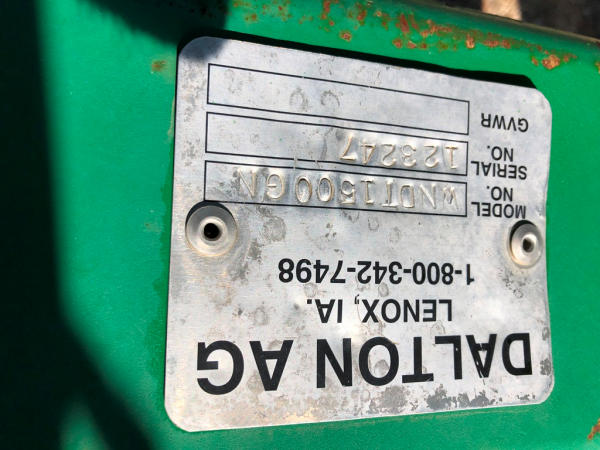 DALTON AG
LENOX, IA.
1-800-342-7498
MODEL NO. WNDT1500GN
SERIAL NO. 123247
GVWR